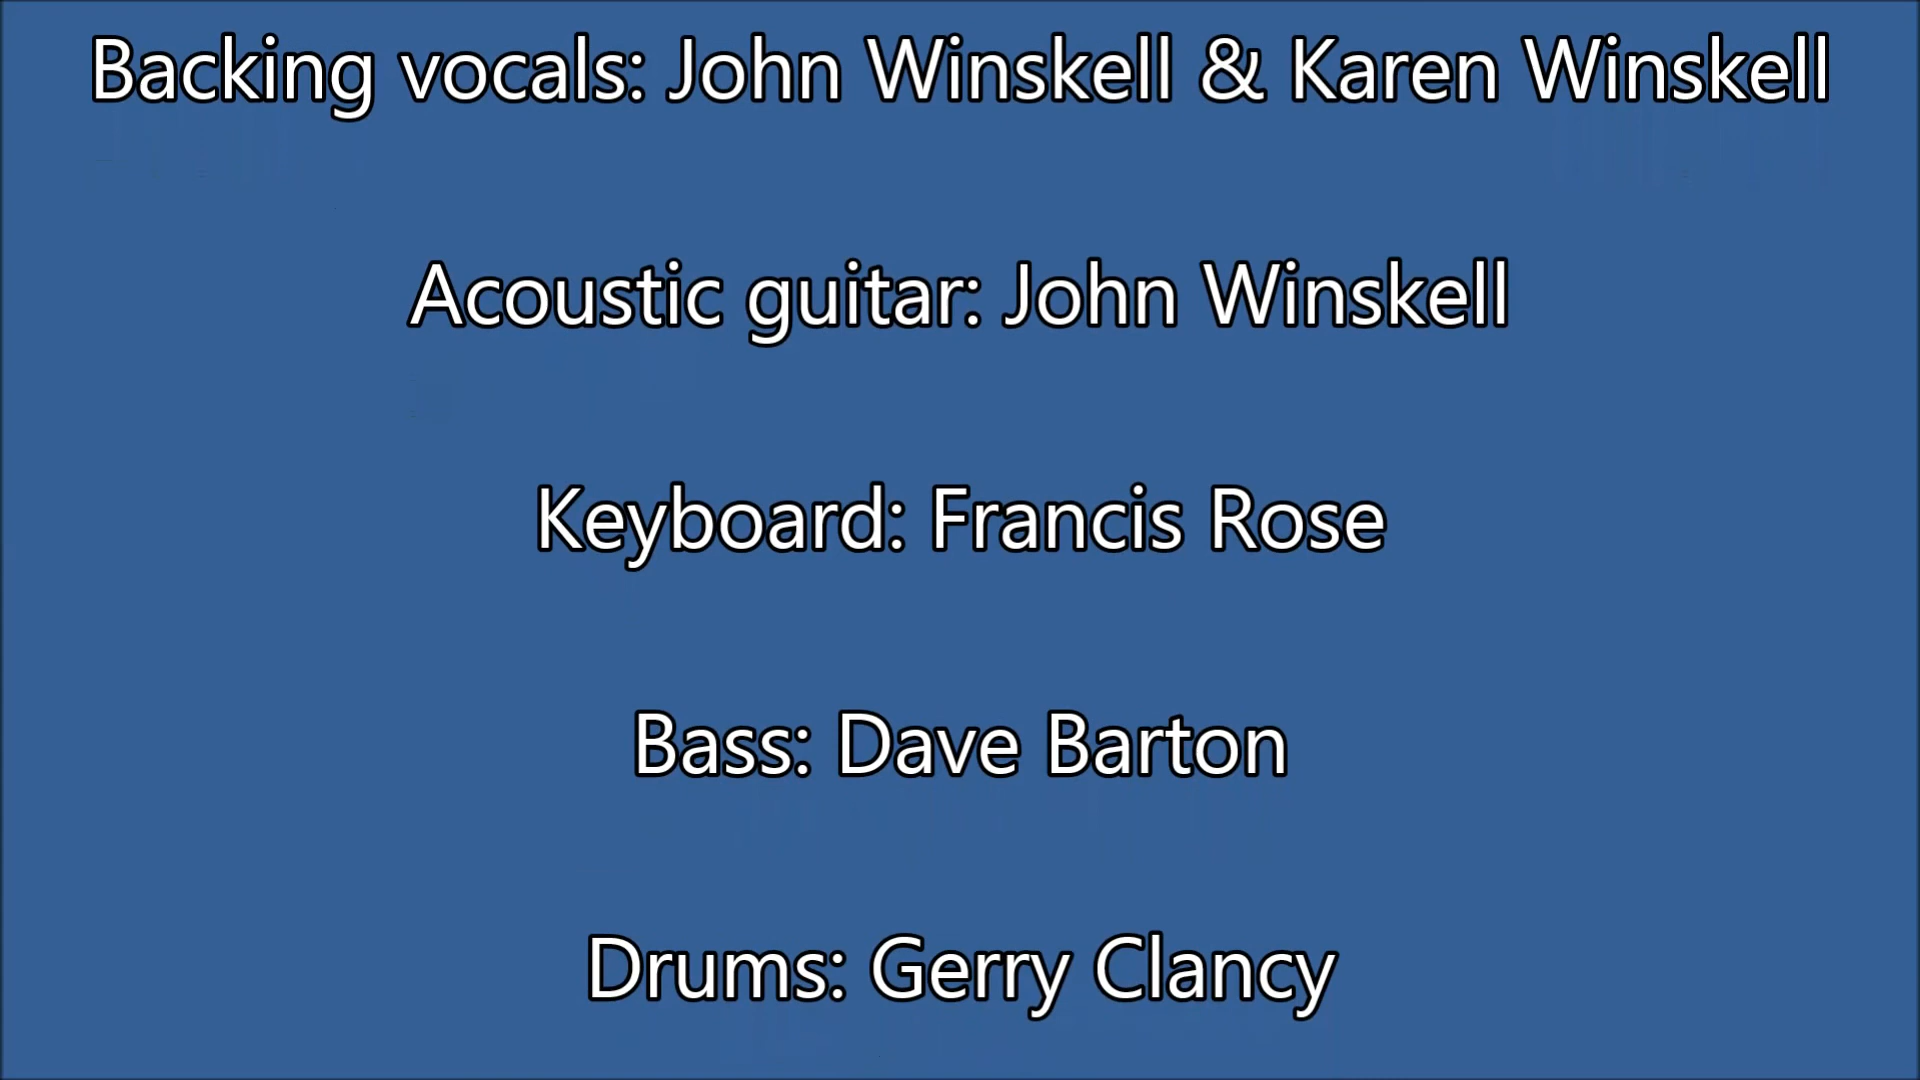 Backing vocals: John Winskell & Karen Winskell
Acoustic guitar: John Winskell
Keyboard: Francis Rose
Bass: Dave Barton
Drums: Gerry Clancy